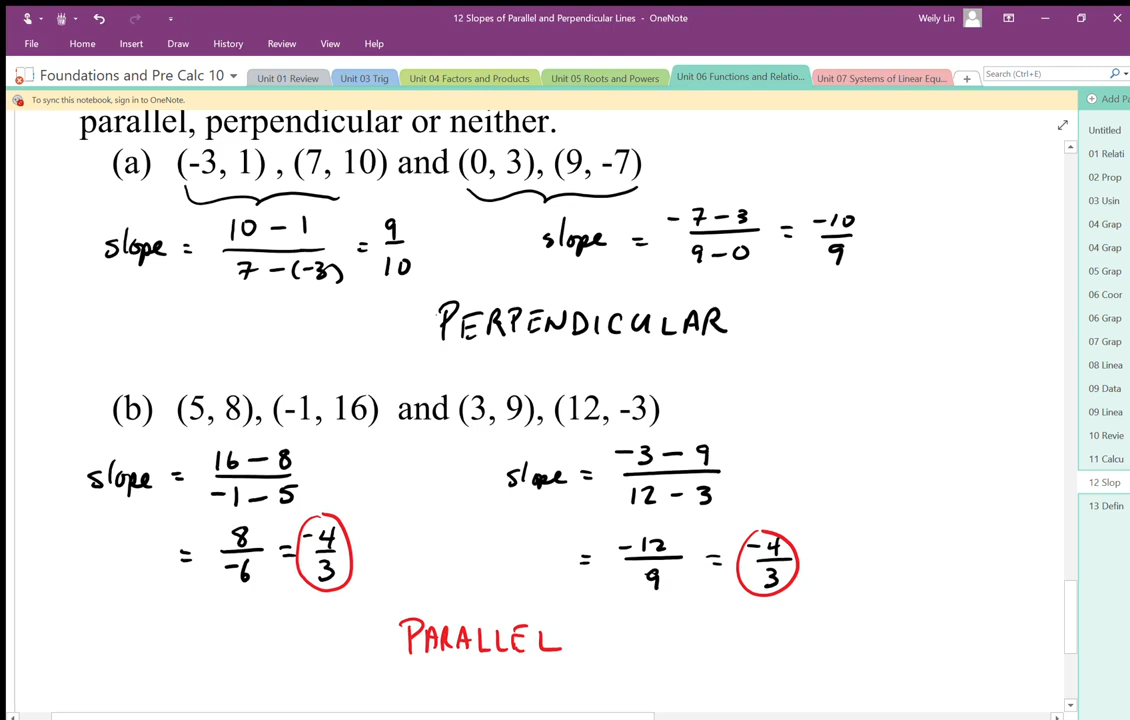 12 Slopes of Parallel and Perpendicular Lines - OneNote
Weily Lin
File Home Insert Draw History Review View Help
Foundations and Pre Calc 10
Unit 01 Review
Unit 03 Trig
Unit 04 Factors and Products
Unit 05 Roots and Powers
Unit 06 Functions and Relatio...
Unit 07 Systems of Linear Equ...
Search (Ctrl+E)
To sync this notebook, sign in to OneNote.
Add Pa
parallel, perpendicular or neither.
(a) (-3, 1) , (7, 10) and (0, 3), (9, -7)
slope = 10 - 1 / 7 - (-3) = 9 / 10
slope = -7 - 3 / 9 - 0 = -10 / 9
PERPENDICULAR
(b) (5, 8), (-1, 16) and (3, 9), (12, -3)
slope = 16 - 8 / -1 - 5
= 8 / -6 = -4 / 3
slope = -3 - 9 / 12 - 3
= -12 / 9 = -4 / 3
PARALLEL
Untitled
01 Relati
02 Prop
03 Usin
04 Grap
04 Grap
05 Grap
06 Coor
06 Grap
07 Grap
08 Linea
09 Data
09 Linea
10 Revie
11 Calcu
12 Slop
13 Defin